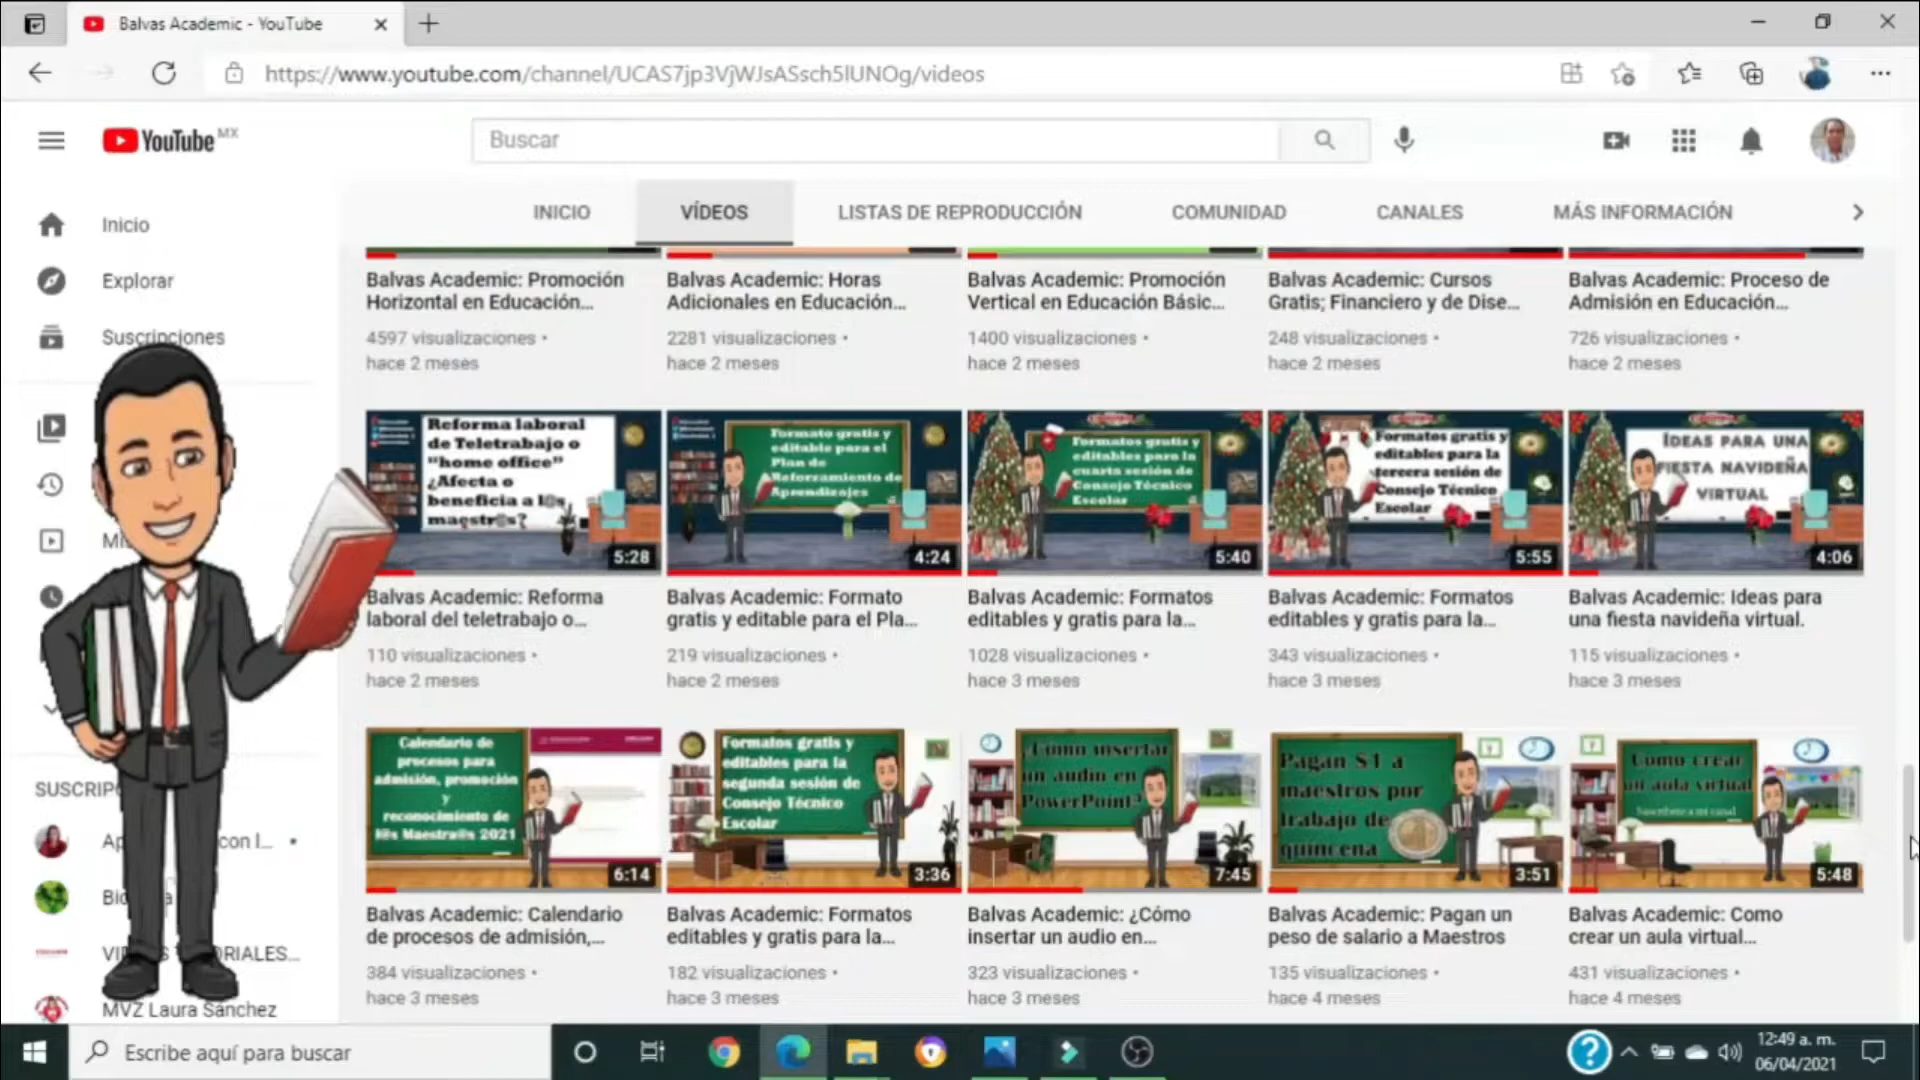 Balvas Academic - YouTube
https://www.youtube.com/channel/UCAS7jp3VjWJsASsch5lUNOg/videos
YouTube MX
Buscar
INICIO
VÍDEOS
LISTAS DE REPRODUCCIÓN
COMUNIDAD
CANALES
MÁS INFORMACIÓN
Inicio
Explorar
Suscripciones
SUSCRIP
con l...
RIALES...
MVZ Laura Sánchez
Balvas Academic: Promoción
Horizontal en Educación...
4597 visualizaciones •
hace 2 meses
Balvas Academic: Horas
Adicionales en Educación...
2281 visualizaciones •
hace 2 meses
Balvas Academic: Promoción
Vertical en Educación Básic...
1400 visualizaciones •
hace 2 meses
Balvas Academic: Cursos
Gratis; Financiero y de Dise...
248 visualizaciones •
hace 2 meses
Balvas Academic: Proceso de
Admisión en Educación...
726 visualizaciones •
hace 2 meses
Reforma laboral
de Teletrabajo o
"home office"
¿Afecta o
beneficia a l@s
maestr@s?
5:28
Balvas Academic: Reforma
laboral del teletrabajo o...
110 visualizaciones •
hace 2 meses
Formato gratis y
editable para el
Plan de
Reforzamiento de
Aprendizajes
4:24
Balvas Academic: Formato
gratis y editable para el Pla...
219 visualizaciones •
hace 2 meses
Formatos gratis y
editables para la
cuarta sesión de
Consejo Técnico
Escolar
5:40
Balvas Academic: Formatos
editables y gratis para la...
1028 visualizaciones •
hace 3 meses
Formatos gratis y
editables para la
tercera sesión de
Consejo Técnico
Escolar
5:55
Balvas Academic: Formatos
editables y gratis para la...
343 visualizaciones •
hace 3 meses
IDEAS PARA UNA
FIESTA NAVIDEÑA
VIRTUAL
4:06
Balvas Academic: Ideas para
una fiesta navideña virtual.
115 visualizaciones •
hace 3 meses
Calendario de
procesos para
admisión, promoción
y
reconocimiento de
l@s Maestr@s 2021
6:14
Balvas Academic: Calendario
de procesos de admisión,...
384 visualizaciones •
hace 3 meses
Formatos gratis y
editables para la
segunda sesión de
Consejo Técnico
Escolar
3:36
Balvas Academic: Formatos
editables y gratis para la...
182 visualizaciones •
hace 3 meses
¿Como insertar
un audio en
PowerPoint?
7:45
Balvas Academic: ¿Cómo
insertar un audio en...
323 visualizaciones •
hace 3 meses
Pagan $1 a
maestros por
trabajo de
quincena
3:51
Balvas Academic: Pagan un
peso de salario a Maestros
135 visualizaciones •
hace 4 meses
Como crear
un aula virtual
Suscríbete a mi canal
5:48
Balvas Academic: Como
crear un aula virtual...
431 visualizaciones •
hace 4 meses
Escribe aquí para buscar
12:49 a. m.
06/04/2021